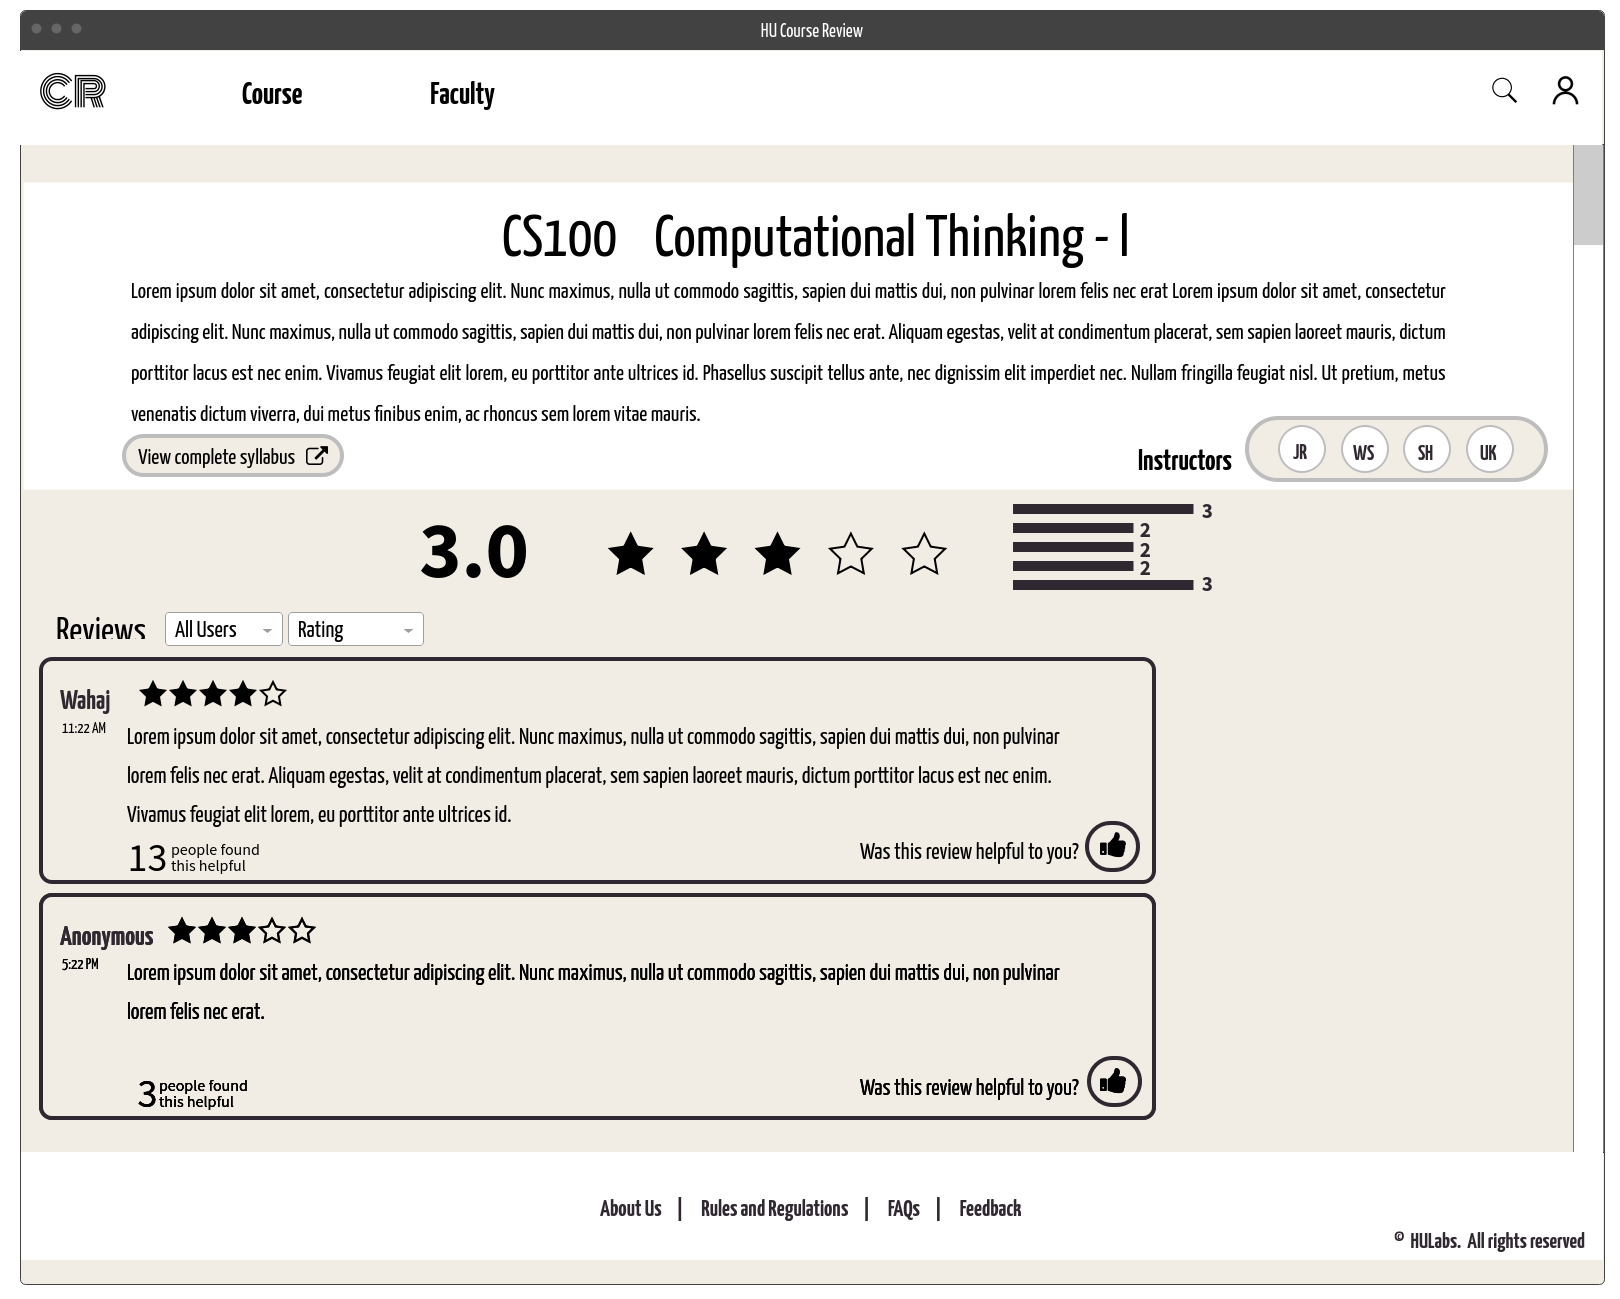 HU Course Review
CR
Course
Faculty
CS100 Computational Thinking - l
Lorem ipsum dolor sit amet, consectetur adipiscing elit. Nunc maximus, nulla ut commodo sagittis, sapien dui mattis dui, non pulvinar lorem felis nec erat Lorem ipsum dolor sit amet, consectetur
adipiscing elit. Nunc maximus, nulla ut commodo sagittis, sapien dui mattis dui, non pulvinar lorem felis nec erat. Aliquam egestas, velit at condimentum placerat, sem sapien laoreet mauris, dictum
porttitor lacus est nec enim. Vivamus feugiat elit lorem, eu porttitor ante ultrices id. Phasellus suscipit tellus ante, nec dignissim elit imperdiet nec. Nullam fringilla feugiat nisl. Ut pretium, metus
venenatis dictum viverra, dui metus finibus enim, ac rhoncus sem lorem vitae mauris.
View complete syllabus
Instructors
JR
WS
SH
UK
3.0
3
2
2
2
3
Reviews
All Users
Rating
Wahaj
11:22 AM
Lorem ipsum dolor sit amet, consectetur adipiscing elit. Nunc maximus, nulla ut commodo sagittis, sapien dui mattis dui, non pulvinar
lorem felis nec erat. Aliquam egestas, velit at condimentum placerat, sem sapien laoreet mauris, dictum porttitor lacus est nec enim.
Vivamus feugiat elit lorem, eu porttitor ante ultrices id.
13 people found
this helpful
Was this review helpful to you?
Anonymous
5:22 PM
Lorem ipsum dolor sit amet, consectetur adipiscing elit. Nunc maximus, nulla ut commodo sagittis, sapien dui mattis dui, non pulvinar
lorem felis nec erat.
3 people found
this helpful
Was this review helpful to you?
About Us | Rules and Regulations | FAQs | Feedback
© HULabs. All rights reserved